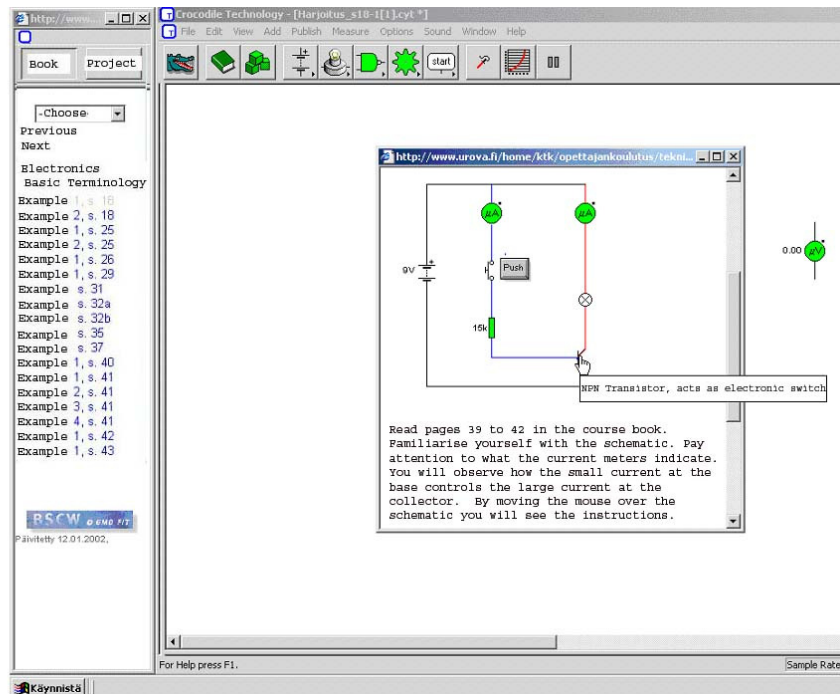 http://www...
Book
Project
-Choose-
Previous
Next
Electronics
Basic Terminology
Example 1, s. 18
Example 2, s. 18
Example 1, s. 25
Example 2, s. 25
Example 1, s. 26
Example 1, s. 29
Example s. 31
Example s. 32a
Example s. 32b
Example s. 35
Example s. 37
Example 1, s. 40
Example 1, s. 41
Example 2, s. 41
Example 3, s. 41
Example 4, s. 41
Example 1, s. 42
Example 1, s. 43
BSCW © GMD FIT
Päivitetty 12.01.2002,
Crocodile Technology - [Harjoitus_s18-1[1].cyt *]
File Edit View Add Publish Measure Options Sound Window Help
start
http://www.urova.fi/home/ktk/opettajankoulutus/tekni...
µA
µA
9V
Push
15k
NPN Transistor, acts as electronic switch
Read pages 39 to 42 in the course book.
Familiarise yourself with the schematic. Pay
attention to what the current meters indicate.
You will observe how the small current at the
base controls the large current at the
collector. By moving the mouse over the
schematic you will see the instructions.
0.00 µV
For Help press F1.
Sample Rate
Käynnistä